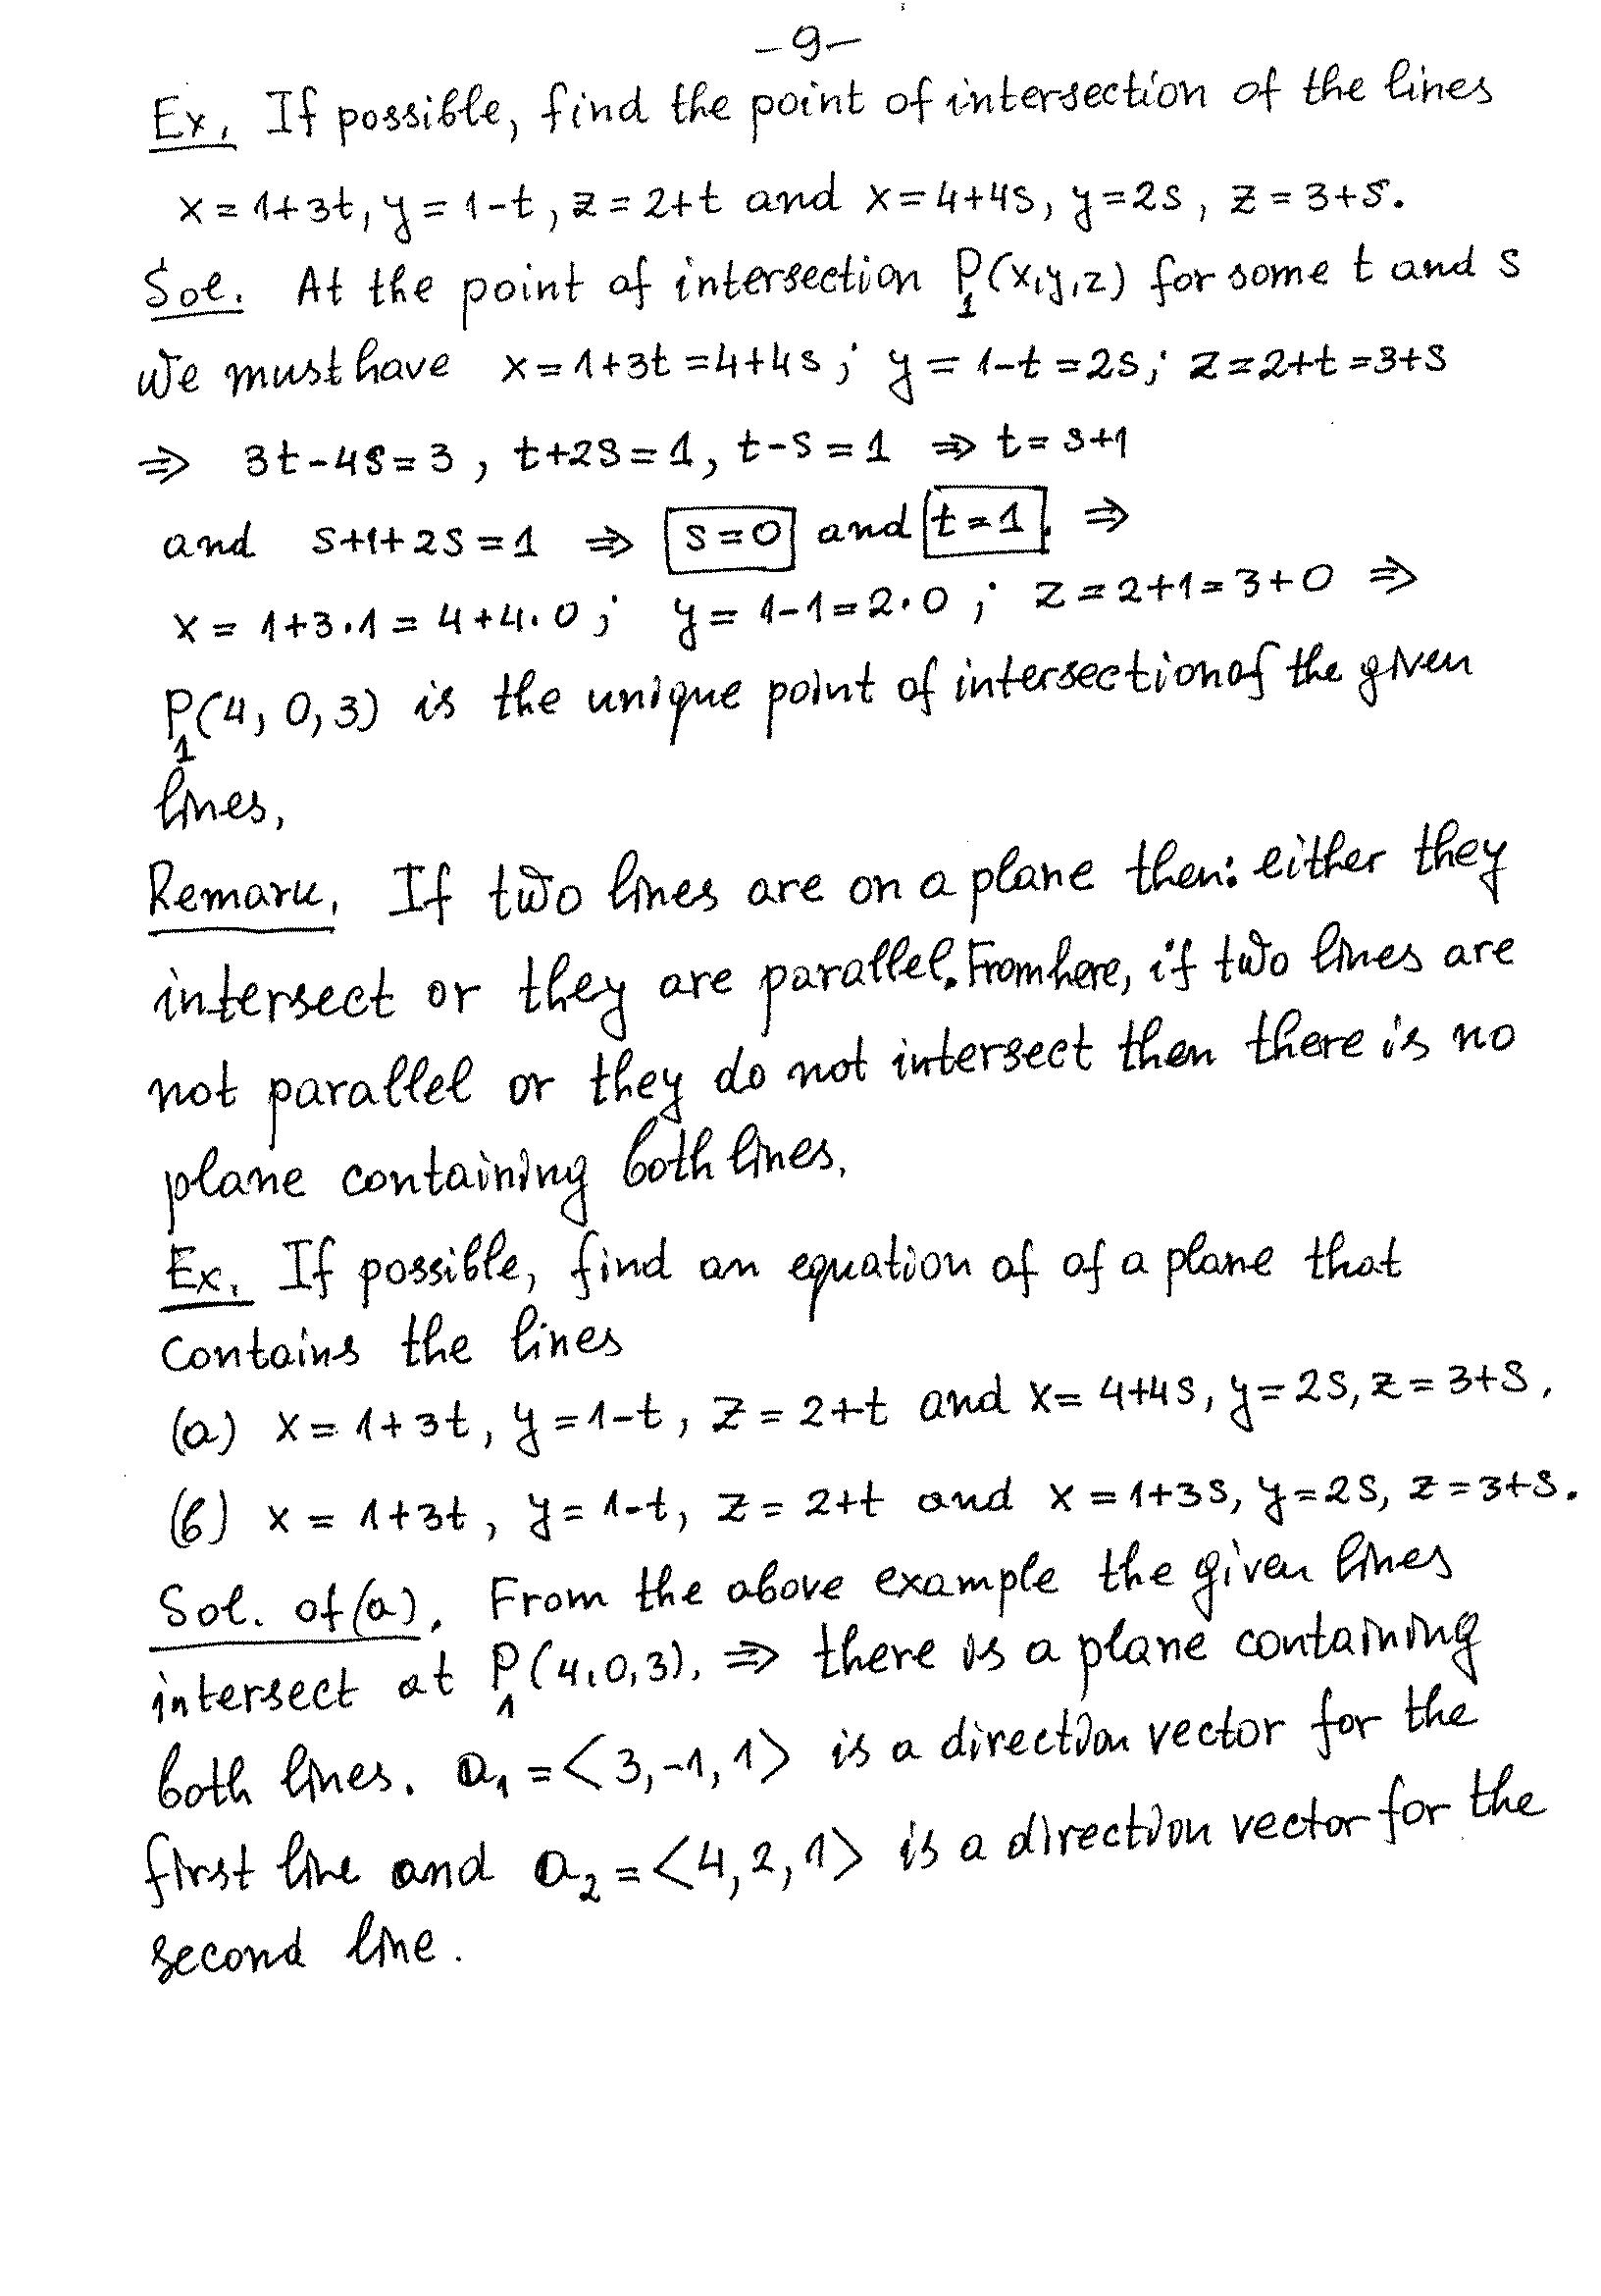 -9-
Ex. If possible, find the point of intersection of the lines
x=1+3t, y=1-t, z=2+t and x=4+4s, y=2s, z=3+s.
Sol. At the point of intersection P₁(x,y,z) for some t and s
We must have x=1+3t=4+4s; y=1-t=2s; z=2+t=3+s
⇒ 3t-4s=3, t+2s=1, t-s=1 ⇒ t=s+1
and s+1+2s=1 ⇒ s=0 and t=1. ⇒
x=1+3·1=4+4·0; y=1-1=2·0; z=2+1=3+0 ⇒
P₁(4, 0, 3) is the unique point of intersection of the given
lines,
Remark. If two lines are on a plane then: either they
intersect or they are parallel. From here, if two lines are
not parallel or they do not intersect then there is no
plane containing both lines.
Ex. If possible, find an equation of of a plane that
contains the lines
(a) x=1+3t, y=1-t, z=2+t and x=4+4s, y=2s, z=3+s.
(b) x=1+3t, y=1-t, z=2+t and x=1+3s, y=2s, z=3+s.
Sol. of (a). From the above example the given lines
intersect at P₁(4,0,3). ⇒ there is a plane containing
both lines. a₁=<3,-1,1> is a direction vector for the
first line and a₂=<4,2,1> is a direction vector for the
second line.